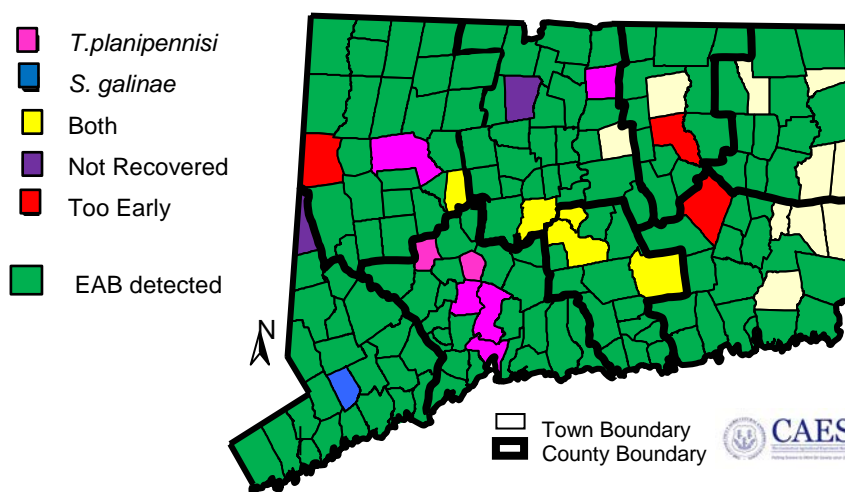 T.planipennisi
S. galinae
Both
Not Recovered
Too Early
EAB detected
N
Town Boundary
County Boundary
CAES